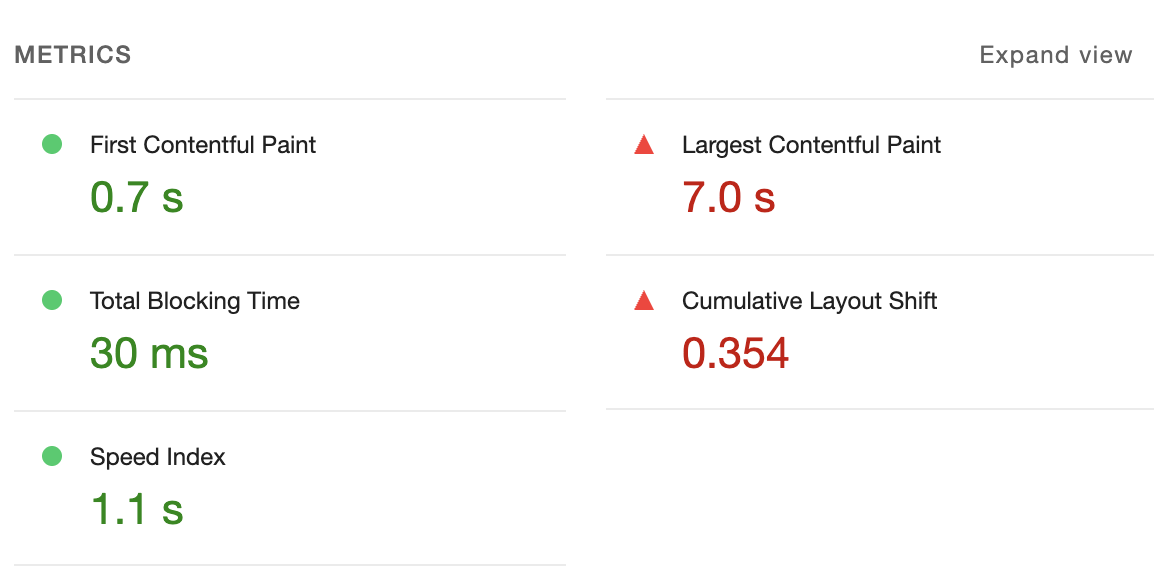 METRICS
Expand view
First Contentful Paint
0.7 s
Largest Contentful Paint
7.0 s
Total Blocking Time
30 ms
Cumulative Layout Shift
0.354
Speed Index
1.1 s